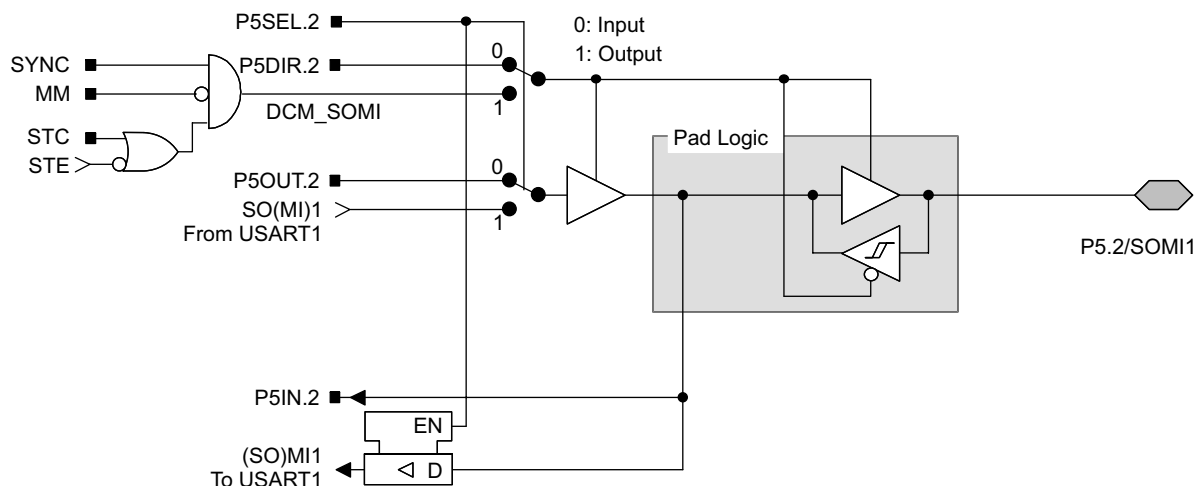 P5SEL.2
0: Input
1: Output
SYNC
P5DIR.2
0
MM
1
DCM_SOMI
STC
STE
Pad Logic
P5OUT.2
0
SO(MI)1
1
From USART1
P5.2/SOMI1
P5IN.2
EN
(SO)MI1
D
To USART1